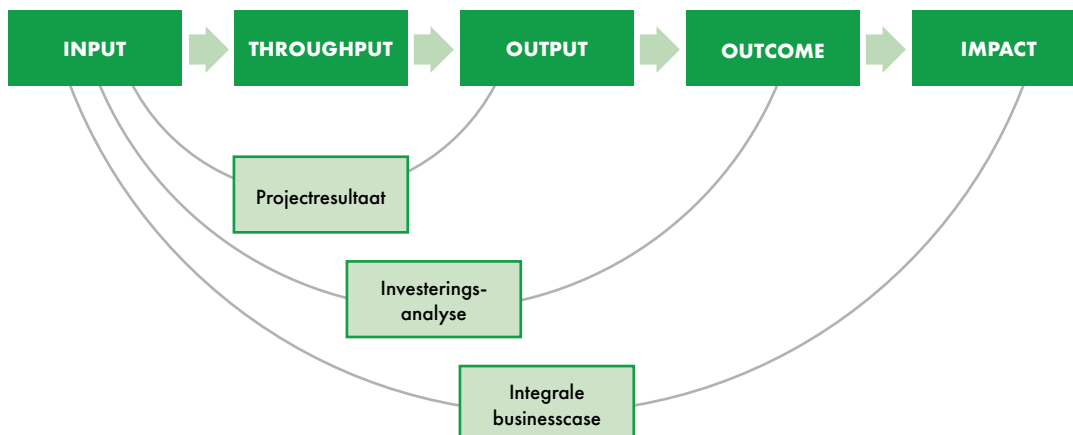 INPUT
THROUGHPUT
OUTPUT
OUTCOME
IMPACT
Projectresultaat
Investerings-
analyse
Integrale
businesscase